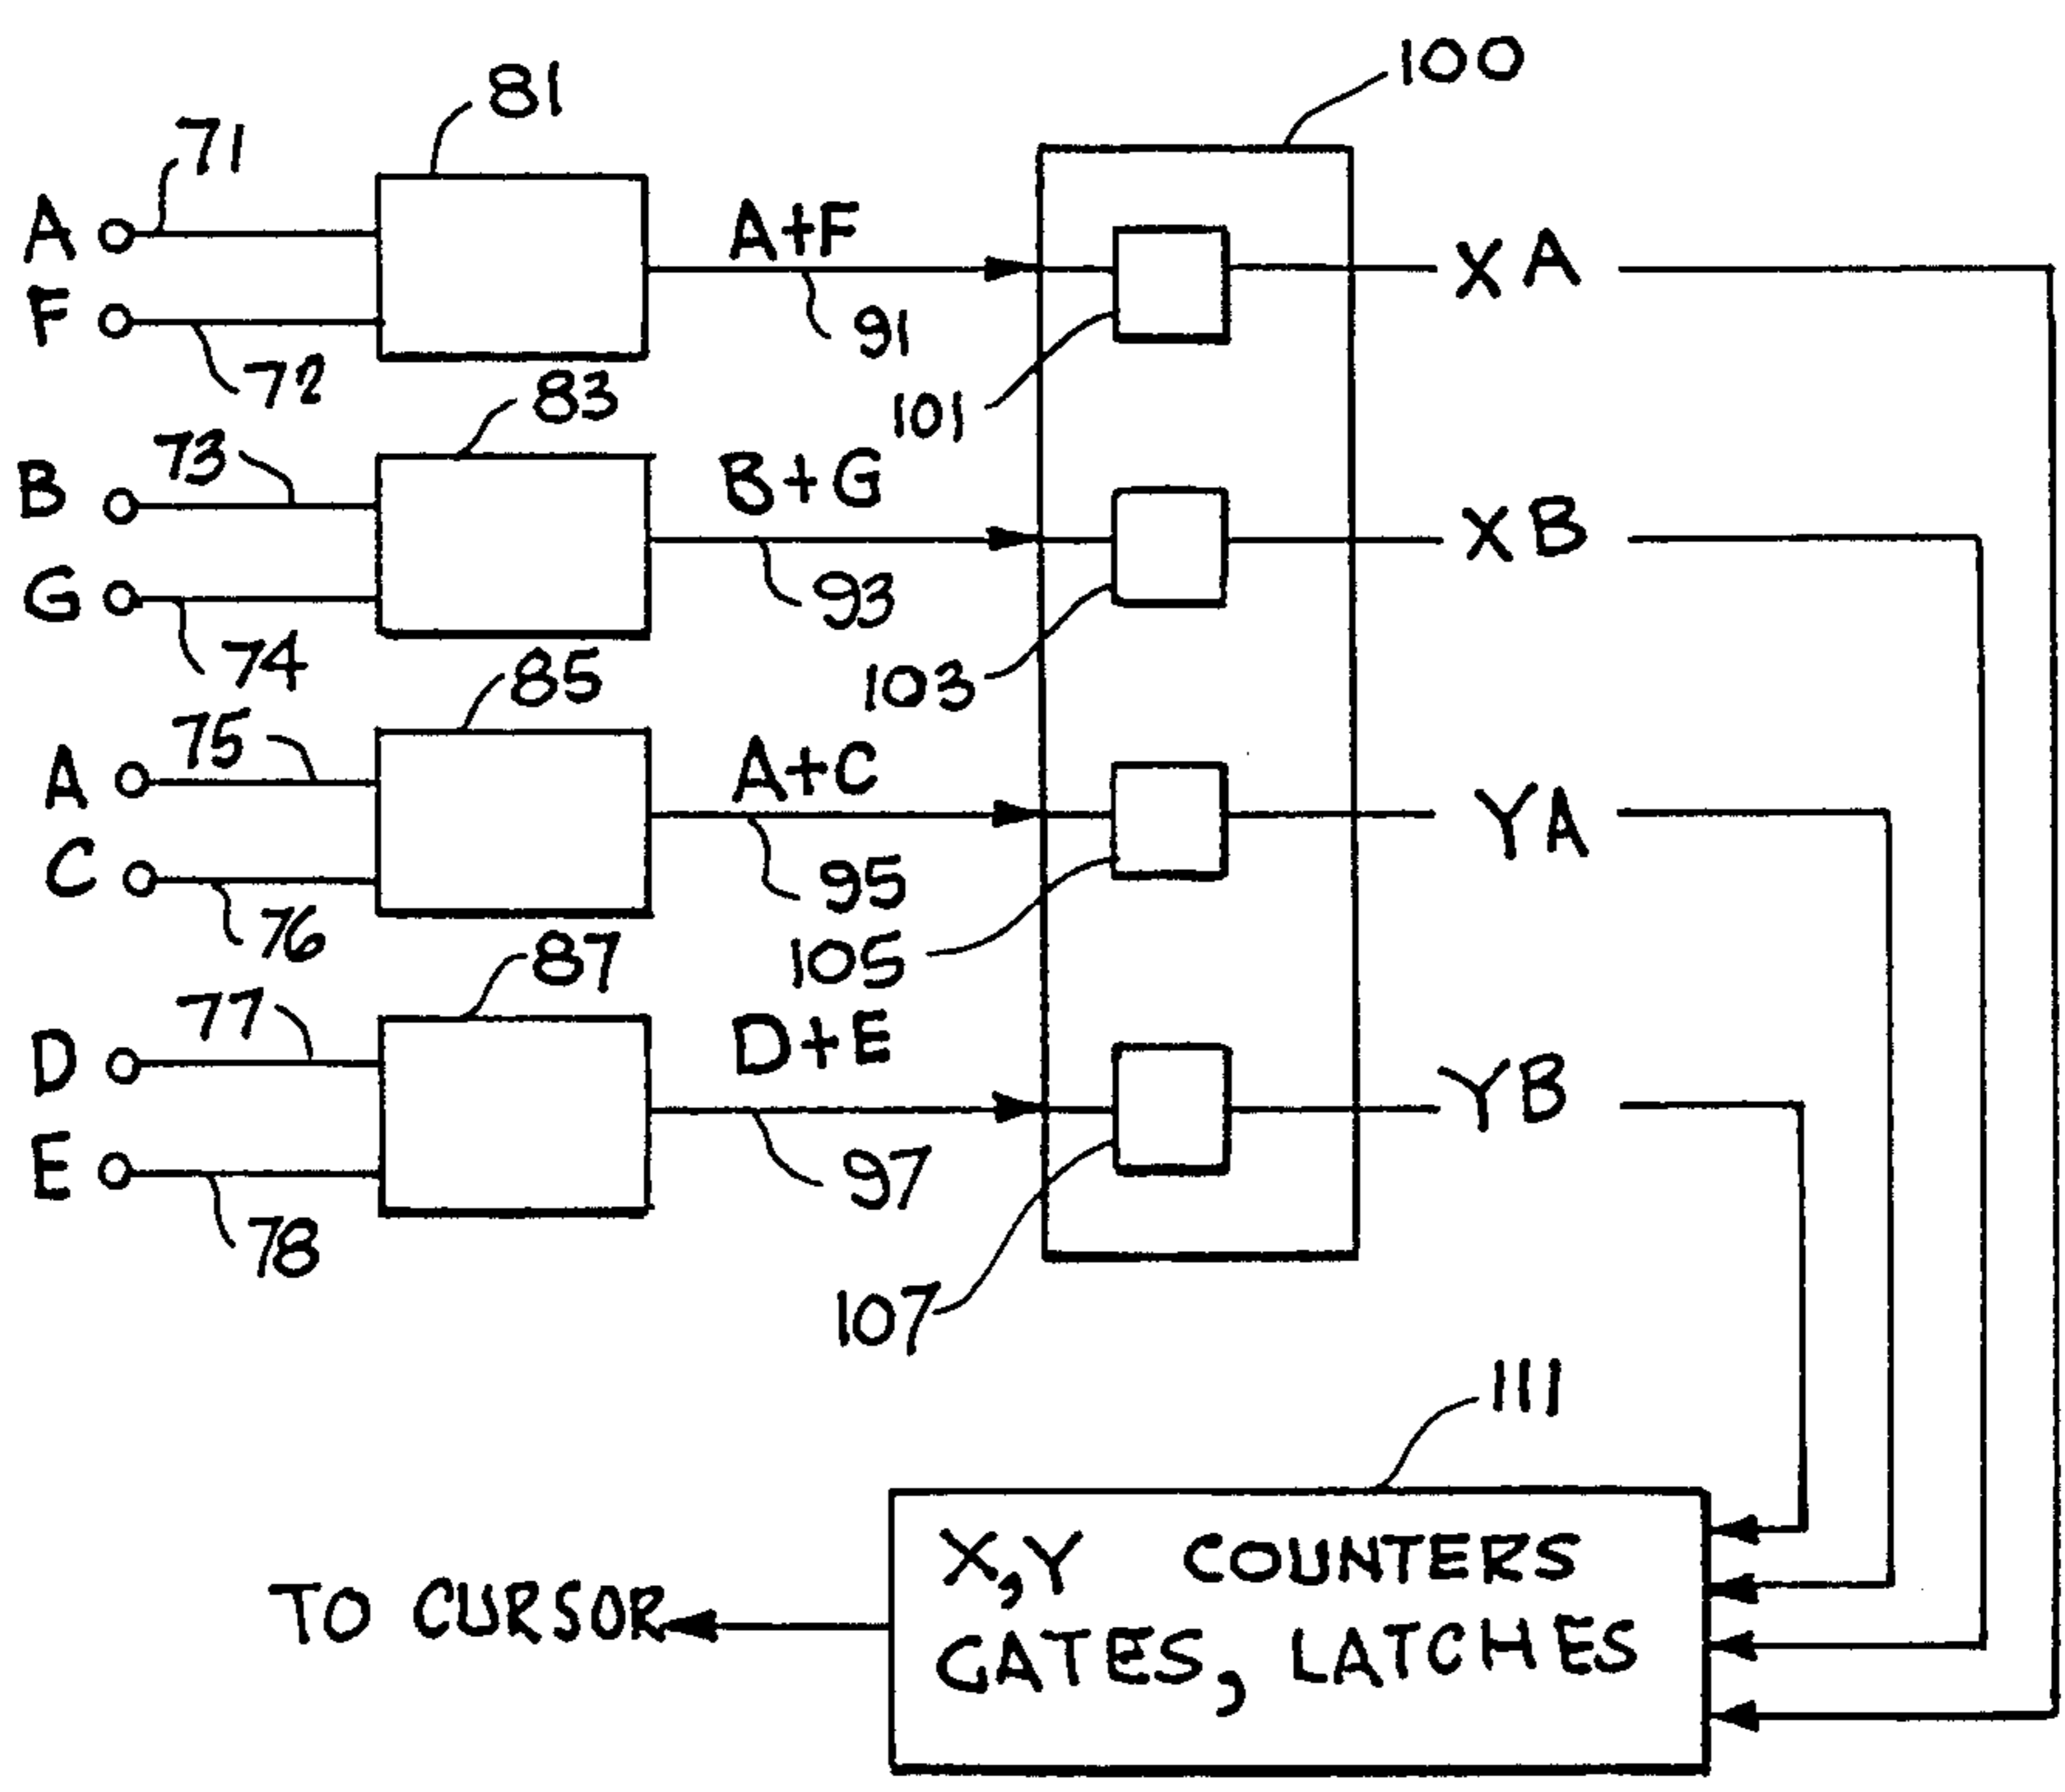 100
81
71
A
A+F
XA
F
91
72
83
101
73
B
B+G
XB
G
93
74
85
103
75
A
A+C
YA
C
95
76
87
105
77
D
D+E
YB
E
97
78
107
111
X,Y COUNTERS
GATES, LATCHES
TO CURSOR